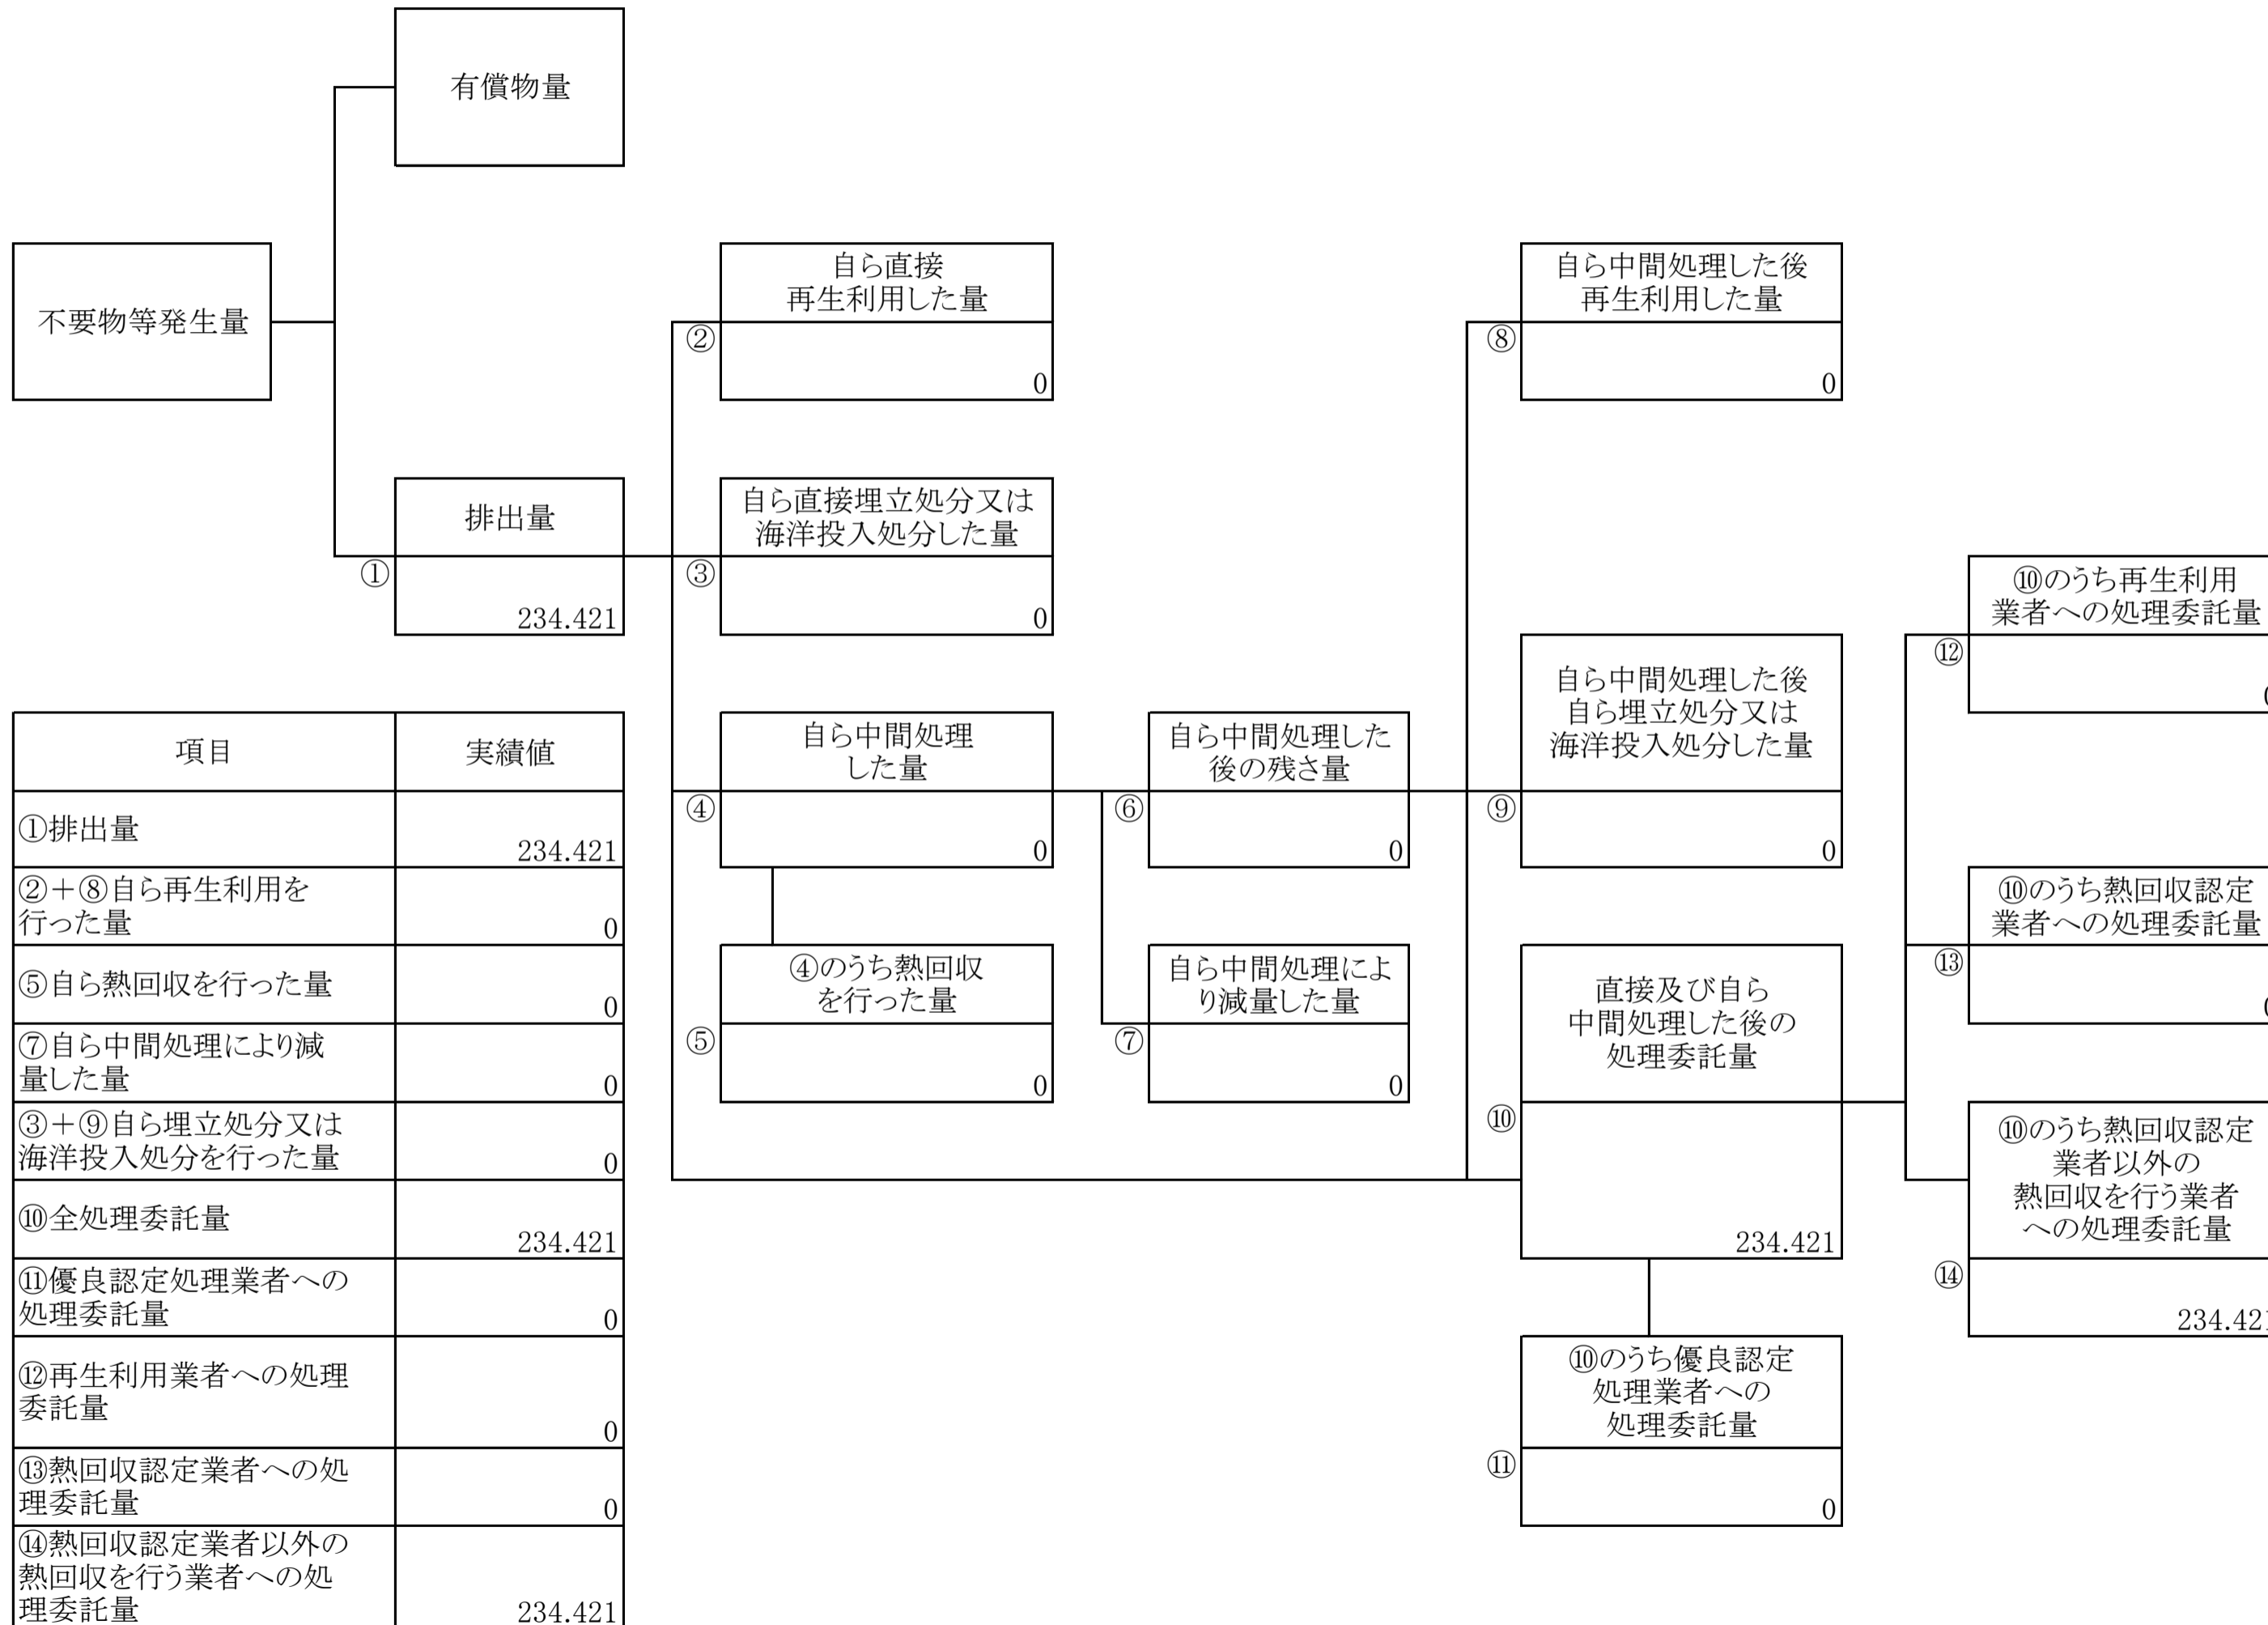 有償物量
不要物等発生量
自ら直接
再生利用した量
②
0
自ら中間処理した後
再生利用した量
⑧
0
排出量
①
234.421
自ら直接埋立処分又は
海洋投入処分した量
③
0
⑩のうち再生利用
業者への処理委託量
⑫
0
自ら中間処理
した量
④
0
自ら中間処理した
後の残さ量
⑥
0
自ら中間処理した後
自ら埋立処分又は
海洋投入処分した量
⑨
0
⑩のうち熱回収認定
業者への処理委託量
⑬
0
④のうち熱回収
を行った量
⑤
0
自ら中間処理によ
り減量した量
⑦
0
直接及び自ら
中間処理した後の
処理委託量
⑩
234.421
⑩のうち熱回収認定
業者以外の
熱回収を行う業者
への処理委託量
⑭
234.421
⑩のうち優良認定
処理業者への
処理委託量
⑪
0
項目 実績値
①排出量
234.421
②+⑧自ら再生利用を
行った量
0
⑤自ら熱回収を行った量
0
⑦自ら中間処理により減
量した量
0
③+⑨自ら埋立処分又は
海洋投入処分を行った量
0
⑩全処理委託量
234.421
⑪優良認定処理業者への
処理委託量
0
⑫再生利用業者への処理
委託量
0
⑬熱回収認定業者への処
理委託量
0
⑭熱回収認定業者以外の
熱回収を行う業者への処
理委託量
234.421